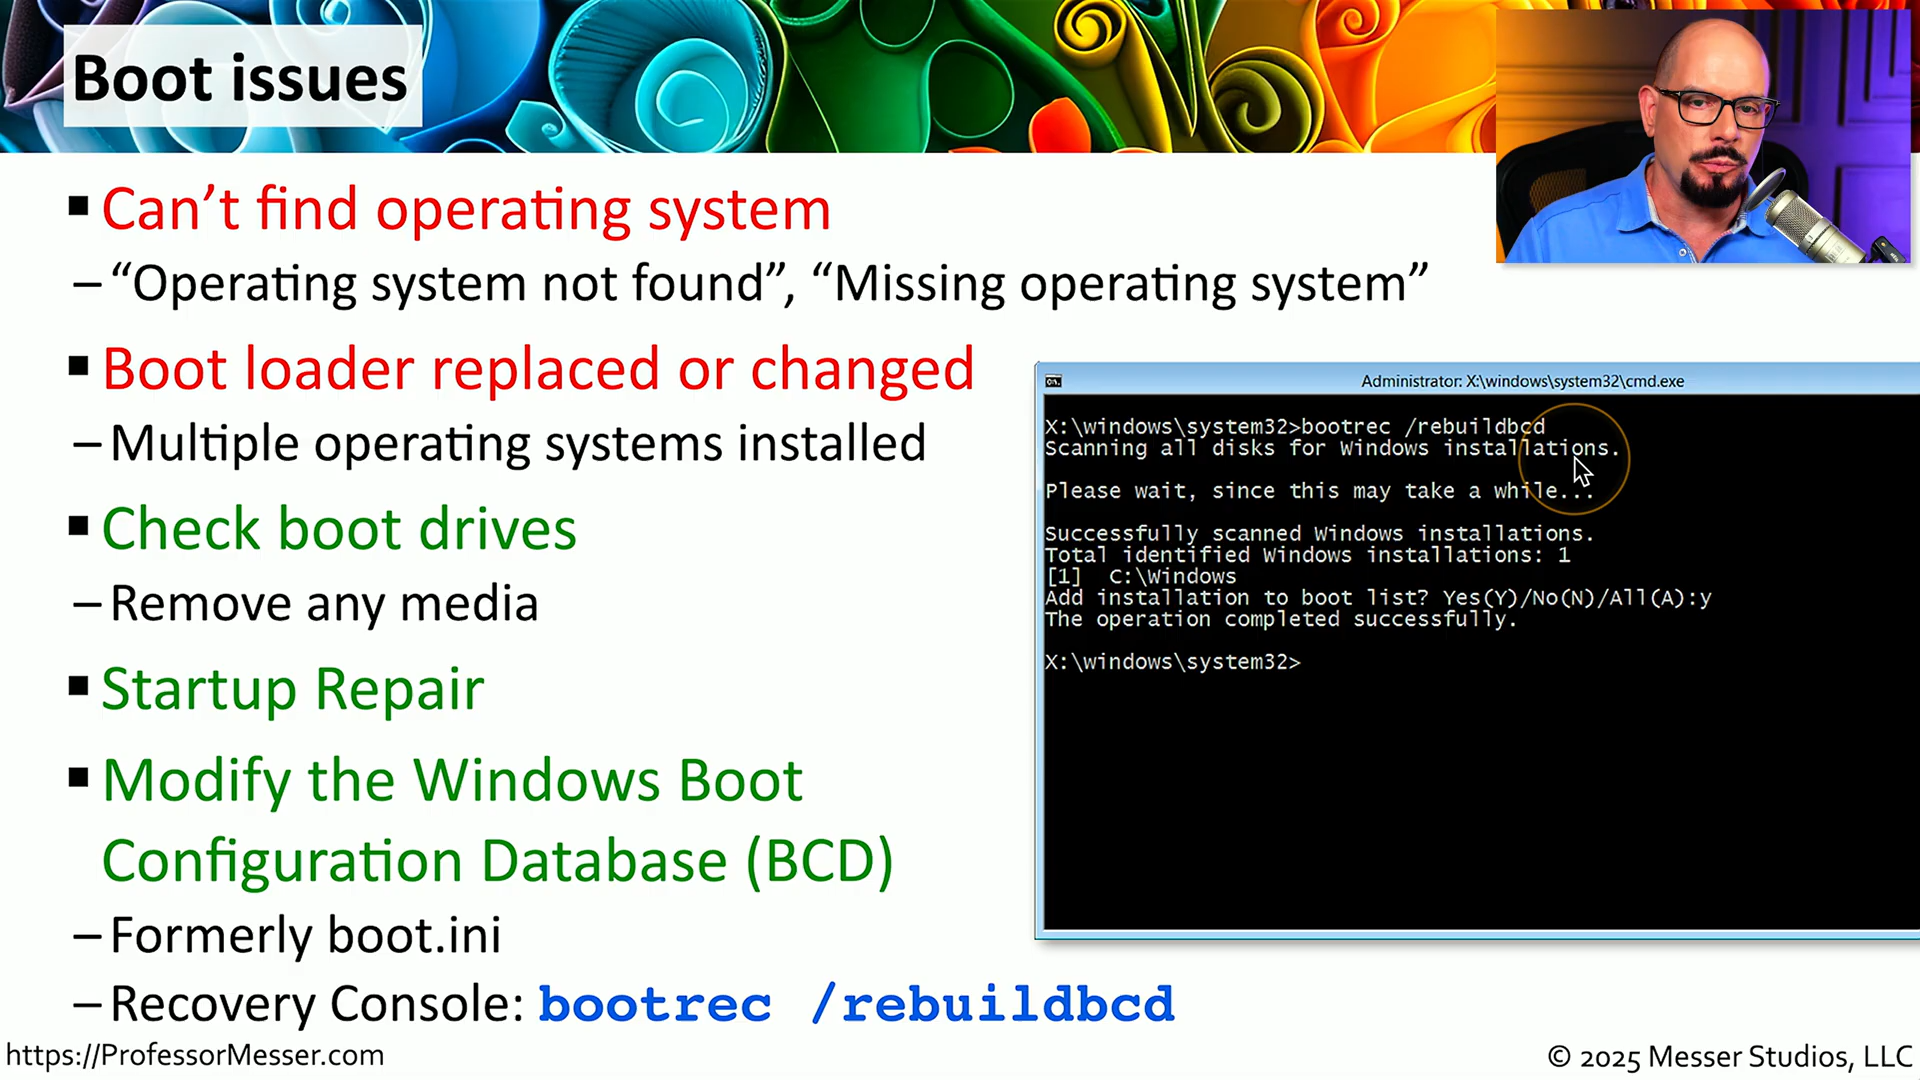 Boot issues
▪ Can’t find operating system
– “Operating system not found”, “Missing operating system”
▪ Boot loader replaced or changed
– Multiple operating systems installed
▪ Check boot drives
– Remove any media
▪ Startup Repair
▪ Modify the Windows Boot
Configuration Database (BCD)
– Formerly boot.ini
– Recovery Console: bootrec /rebuildbcd
Administrator: X:\windows\system32\cmd.exe
X:\windows\system32>bootrec /rebuildbcd
Scanning all disks for Windows installations.
Please wait, since this may take a while...
Successfully scanned Windows installations.
Total identified Windows installations: 1
[1]  C:\Windows
Add installation to boot list? Yes(Y)/No(N)/All(A):y
The operation completed successfully.
X:\windows\system32>
https://ProfessorMesser.com
© 2025 Messer Studios, LLC